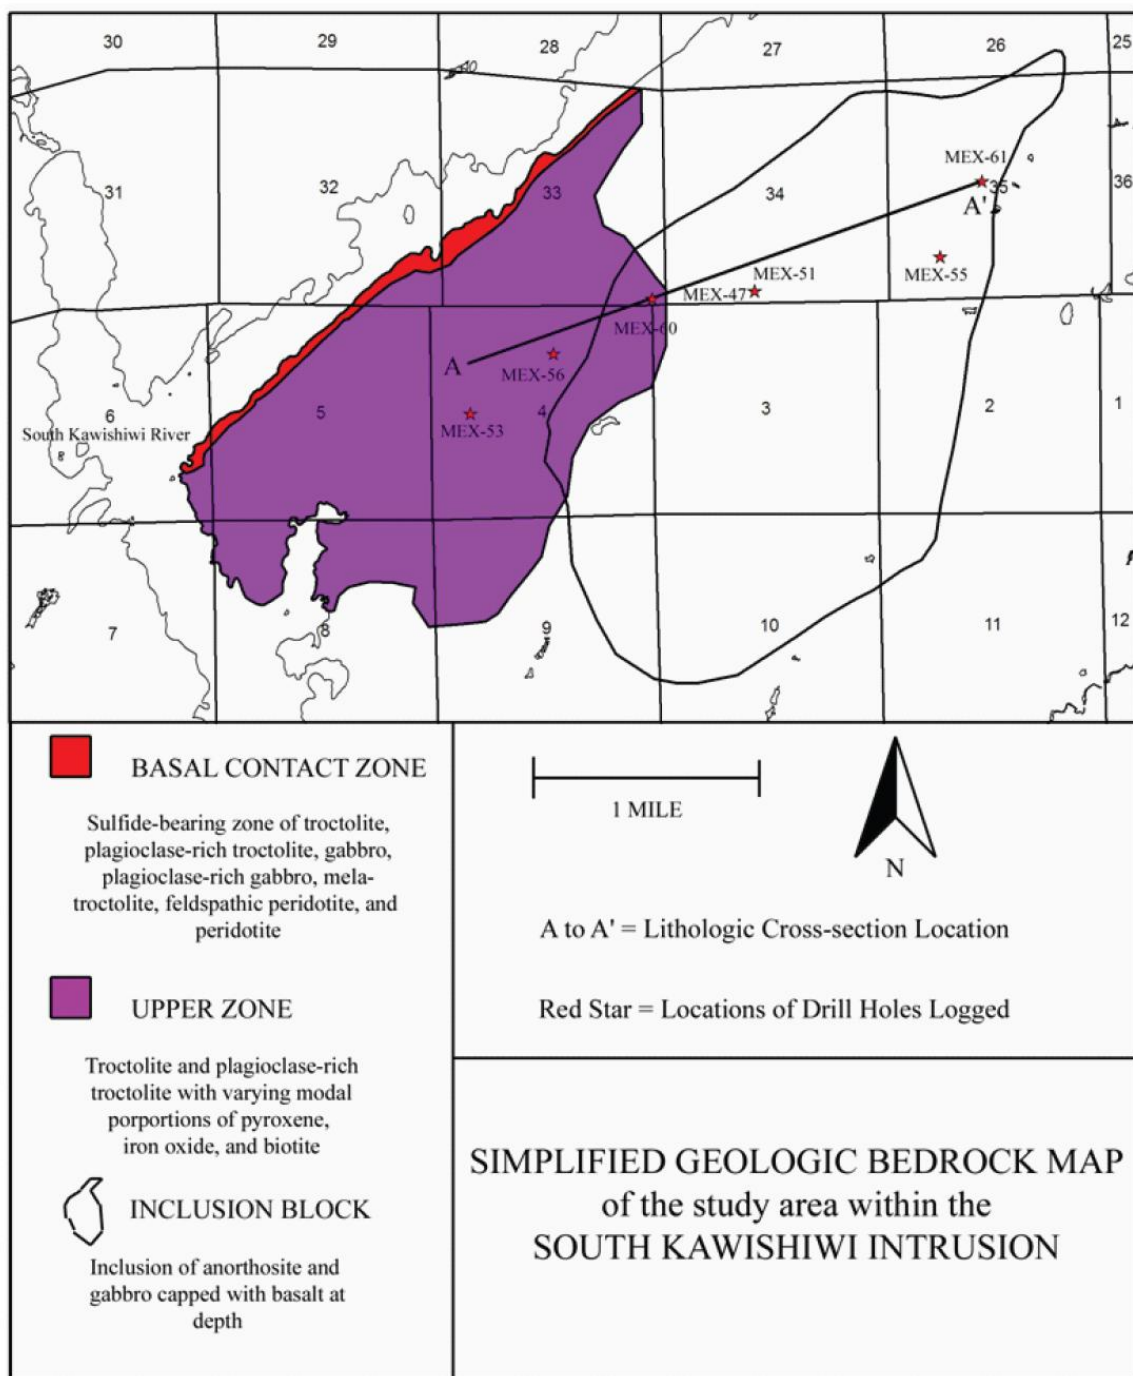 30
29
28
27
26
25
31
32
33
34
MEX-61
35
36
A'
MEX-55
MEX-51
MEX-47
MEX-60
A
MEX-56
6
5
4
3
2
1
South Kawishiwi River
MEX-53
7
8
9
10
11
12
BASAL CONTACT ZONE
Sulfide-bearing zone of troctolite,
plagioclase-rich troctolite, gabbro,
plagioclase-rich gabbro, mela-
troctolite, feldspathic peridotite, and
peridotite
UPPER ZONE
Troctolite and plagioclase-rich
troctolite with varying modal
porportions of pyroxene,
iron oxide, and biotite
INCLUSION BLOCK
Inclusion of anorthosite and
gabbro capped with basalt at
depth
1 MILE
N
A to A' = Lithologic Cross-section Location
Red Star = Locations of Drill Holes Logged
SIMPLIFIED GEOLOGIC BEDROCK MAP
of the study area within the
SOUTH KAWISHIWI INTRUSION